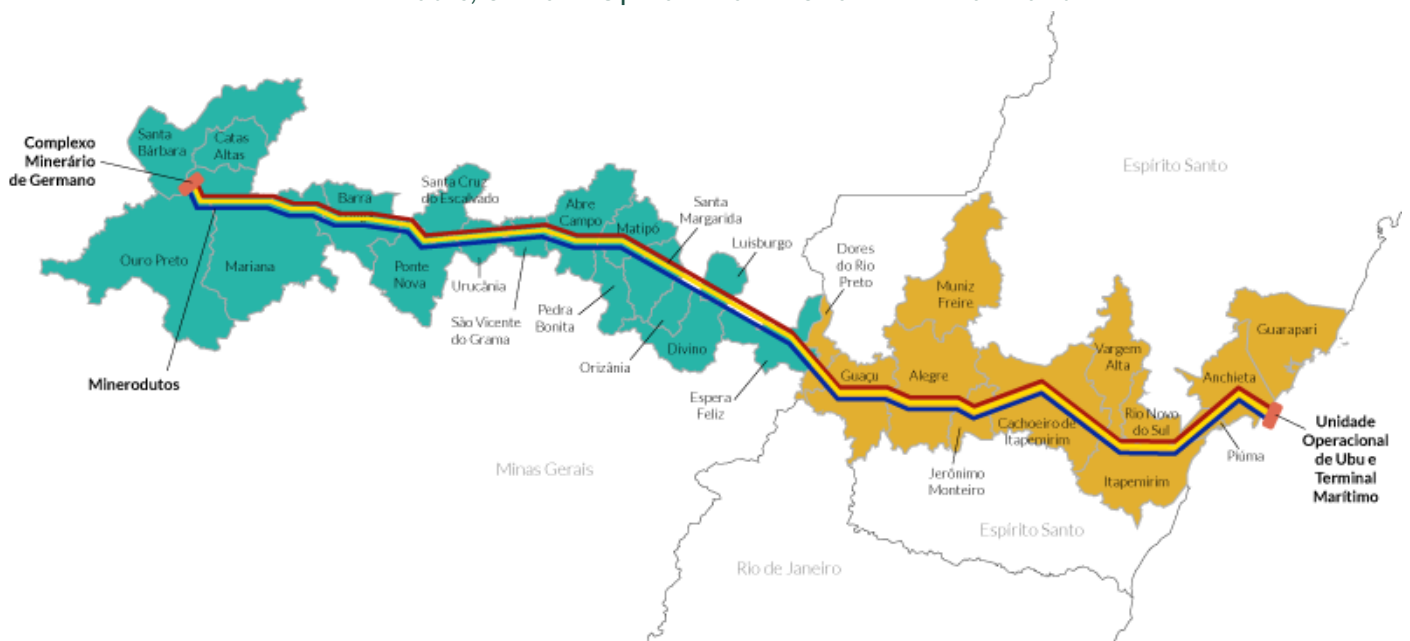 Complexo
Minerário
de Germano
Santa
Bárbara
Catas
Altas
Ouro Preto
Mariana
Minerodutos
Barra
Santa Cruz
do Escalvado
Ponte
Nova
Urucânia
São Vicente
do Grama
Abre
Campo
Matipó
Santa
Margarida
Luisburgo
Pedra
Bonita
Orizânia
Divino
Espera
Feliz
Dores
do Rio
Preto
Minas Gerais
Rio de Janeiro
Espírito Santo
Espírito Santo
Guaçu
Alegre
Muniz
Freire
Jerônimo
Monteiro
Cachoeiro de
Itapemirim
Vargem
Alta
Rio Novo
do Sul
Itapemirim
Anchieta
Guarapari
Piúma
Unidade
Operacional
de Ubu e
Terminal
Marítimo